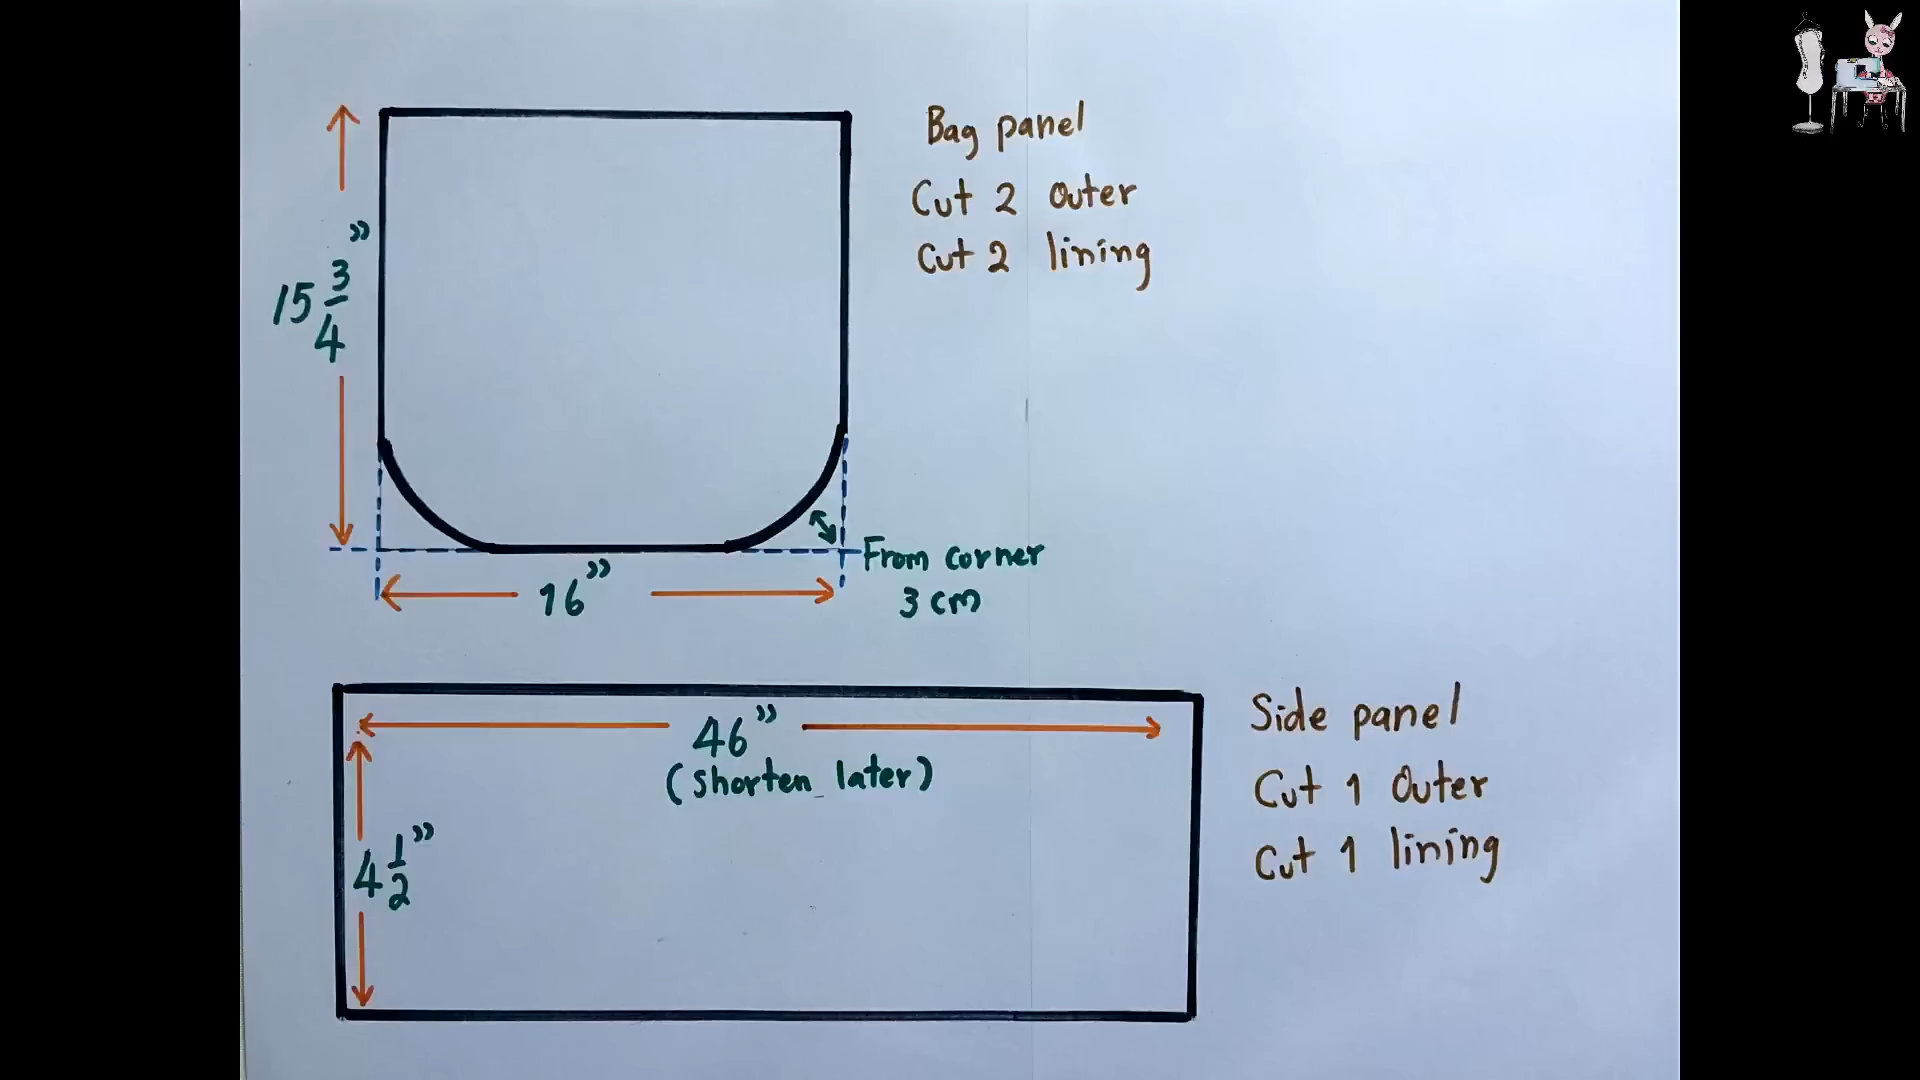 Bag panel
Cut 2 outer
Cut 2 lining
15 3/4”
16”
From corner
3 cm
46”
(shorten later)
4 1/2”
Side panel
Cut 1 Outer
Cut 1 lining